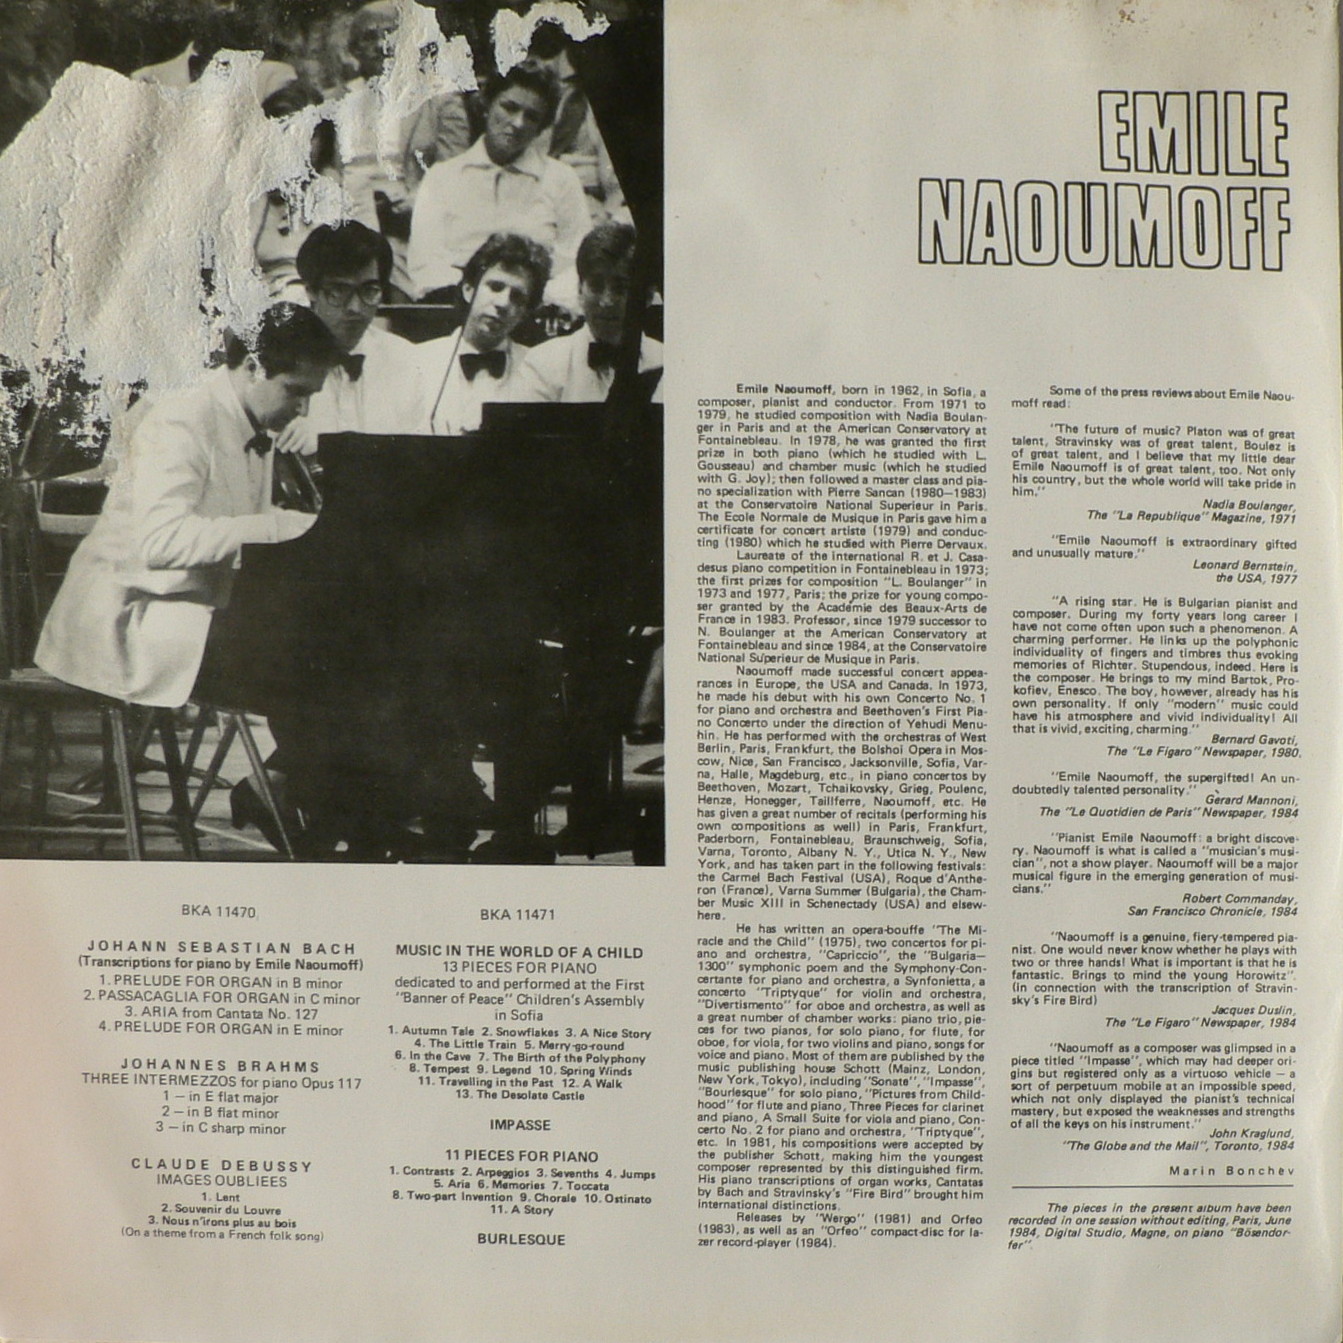 EMILE
NAOUMOFF
BKA 11470
JOHANN SEBASTIAN BACH
(Transcriptions for piano by Emile Naoumoff)
1. PRELUDE FOR ORGAN in B minor
2. PASSACAGLIA FOR ORGAN in C minor
3. ARIA from Cantata No. 127
4. PRELUDE FOR ORGAN in E minor
JOHANNES BRAHMS
THREE INTERMEZZOS for piano Opus 117
1 — in E flat major
2 — in B flat minor
3 — in C sharp minor
CLAUDE DEBUSSY
IMAGES OUBLIEES
1. Lent
2. Souvenir du Louvre
3. Nous n'irons plus au bois
(On a theme from a French folk song)
BKA 11471
MUSIC IN THE WORLD OF A CHILD
13 PIECES FOR PIANO
dedicated to and performed at the First
"Banner of Peace" Children's Assembly
in Sofia
1. Autumn Tale 2. Snowflakes 3. A Nice Story
4. The Little Train 5. Merry-go-round
6. In the Cave 7. The Birth of the Polyphony
8. Tempest 9. Legend 10. Spring Winds
11. Travelling in the Past 12. A Walk
13. The Desolate Castle
IMPASSE
11 PIECES FOR PIANO
1. Contrasts 2. Arpeggios 3. Sevenths 4. Jumps
5. Aria 6. Memories 7. Toccata
8. Two-part Invention 9. Chorale 10. Ostinato
11. A Story
BURLESQUE
Emile Naoumoff, born in 1962, in Sofia, a
composer, pianist and conductor. From 1971 to
1979, he studied composition with Nadia Boulan-
ger in Paris and at the American Conservatory at
Fontainebleau. In 1978, he was granted the first
prize in both piano (which he studied with L.
Gousseau) and chamber music (which he studied
with G. Joy); then followed a master class and pia-
no specialization with Pierre Sancan (1980—1983)
at the Conservatoire National Superieur in Paris.
The Ecole Normale de Musique in Paris gave him a
certificate for concert artiste (1979) and conduc-
ting (1980) which he studied with Pierre Dervaux.
Laureate of the international R. et J. Casa-
desus piano competition in Fontainebleau in 1973;
the first prizes for composition "L. Boulanger" in
1973 and 1977, Paris; the prize for young compo-
ser granted by the Académie des Beaux-Arts de
France in 1983. Professor, since 1979 successor to
N. Boulanger at the American Conservatory at
Fontainebleau and since 1984, at the Conservatoire
National Superieur de Musique in Paris.
Naoumoff made successful concert appea-
rances in Europe, the USA and Canada. In 1973,
he made his debut with his own Concerto No. 1
for piano and orchestra and Beethoven's First Pia-
no Concerto under the direction of Yehudi Menu-
hin. He has performed with the orchestras of West
Berlin, Paris, Frankfurt, the Bolshoi Opera in Mos-
cow, Nice, San Francisco, Jacksonville, Sofia, Var-
na, Halle, Magdeburg, etc., in piano concertos by
Beethoven, Mozart, Tchaikovsky, Grieg, Poulenc,
Henze, Honegger, Taillferre, Naoumoff, etc. He
has given a great number of recitals (performing his
own compositions as well) in Paris, Frankfurt,
Paderborn, Fontainebleau, Braunschweig, Sofia,
Varna, Toronto, Albany N. Y., Utica N. Y., New
York, and has taken part in the following festivals:
the Carmel Bach Festival (USA), Roque d'Anthe-
ron (France), Varna Summer (Bulgaria), the Cham-
ber Music XIII in Schenectady (USA) and elsew-
here.
He has written an opera-bouffe "The Mi-
racle and the Child" (1975), two concertos for pi-
ano and orchestra, "Capriccio", the "Bulgaria—
1300" symphonic poem and the Symphony-Con-
certante for piano and orchestra, a Synfonietta, a
concerto "Triptyque" for violin and orchestra,
"Divertismento" for oboe and orchestra, as well as
a great number of chamber works: piano trio, pie-
ces for two pianos, for solo piano, for flute, for
oboe, for viola, for two violins and piano, songs for
voice and piano. Most of them are published by the
music publishing house Schott (Mainz, London,
New York, Tokyo), including "Sonate", "Impasse",
"Bourlesque" for solo piano, "Pictures from Child-
hood" for flute and piano, Three Pieces for clarinet
and piano, A Small Suite for viola and piano, Con-
certo No. 2 for piano and orchestra, "Triptyque",
etc. In 1981, his compositions were accepted by
the publisher Schott, making him the youngest
composer represented by this distinguished firm.
His piano transcriptions of organ works, Cantatas
by Bach and Stravinsky's "Fire Bird" brought him
international distinctions.
Releases by "Wergo" (1981) and Orfeo
(1983), as well as an "Orfeo" compact-disc for la-
zer record-player (1984).
Some of the press reviews about Emile Naou-
moff read:
"The future of music? Platon was of great
talent, Stravinsky was of great talent, Boulez is
of great talent, and I believe that my little dear
Emile Naoumoff is of great talent, too. Not only
his country, but the whole world will take pride in
him."
Nadia Boulanger,
The "La Republique" Magazine, 1971
"Emile Naoumoff is extraordinary gifted
and unusually mature."
Leonard Bernstein,
the USA, 1977
"A rising star. He is Bulgarian pianist and
composer. During my forty years long career I
have not come often upon such a phenomenon. A
charming performer. He links up the polyphonic
individuality of fingers and timbres thus evoking
memories of Richter. Stupendous, indeed. Here is
the composer. He brings to my mind Bartok, Pro-
kofiev, Enesco. The boy, however, already has his
own personality. If only "modern" music could
have his atmosphere and vivid individuality! All
that is vivid, exciting, charming."
Bernard Gavoti,
The "Le Figaro" Newspaper, 1980,
"Emile Naoumoff, the supergifted! An un-
doubtedly talented personality."
Gérard Mannoni,
The "Le Quotidien de Paris" Newspaper, 1984
"Pianist Emile Naoumoff: a bright discove-
ry. Naoumoff is what is called a "musician's musi-
cian", not a show player. Naoumoff will be a major
musical figure in the emerging generation of musi-
cians."
Robert Commanday,
San Francisco Chronicle, 1984
"Naoumoff is a genuine, fiery-tempered pia-
nist. One would never know whether he plays with
two or three hands! What is important is that he is
fantastic. Brings to mind the young Horowitz".
(in connection with the transcription of Stravin-
sky's Fire Bird)
Jacques Duslin,
The "Le Figaro" Newspaper, 1984
"Naoumoff as a composer was glimpsed in a
piece titled "Impasse", which may had deeper ori-
gins but registered only as a virtuoso vehicle — a
sort of perpetuum mobile at an impossible speed,
which not only displayed the pianist's technical
mastery, but exposed the weaknesses and strengths
of all the keys on his instrument."
John Kraglund,
"The Globe and the Mail", Toronto, 1984
Marin Bonchev
The pieces in the present album have been
recorded in one session without editing, Paris, June
1984, Digital Studio, Magne, on piano "Bösendor-
fer".